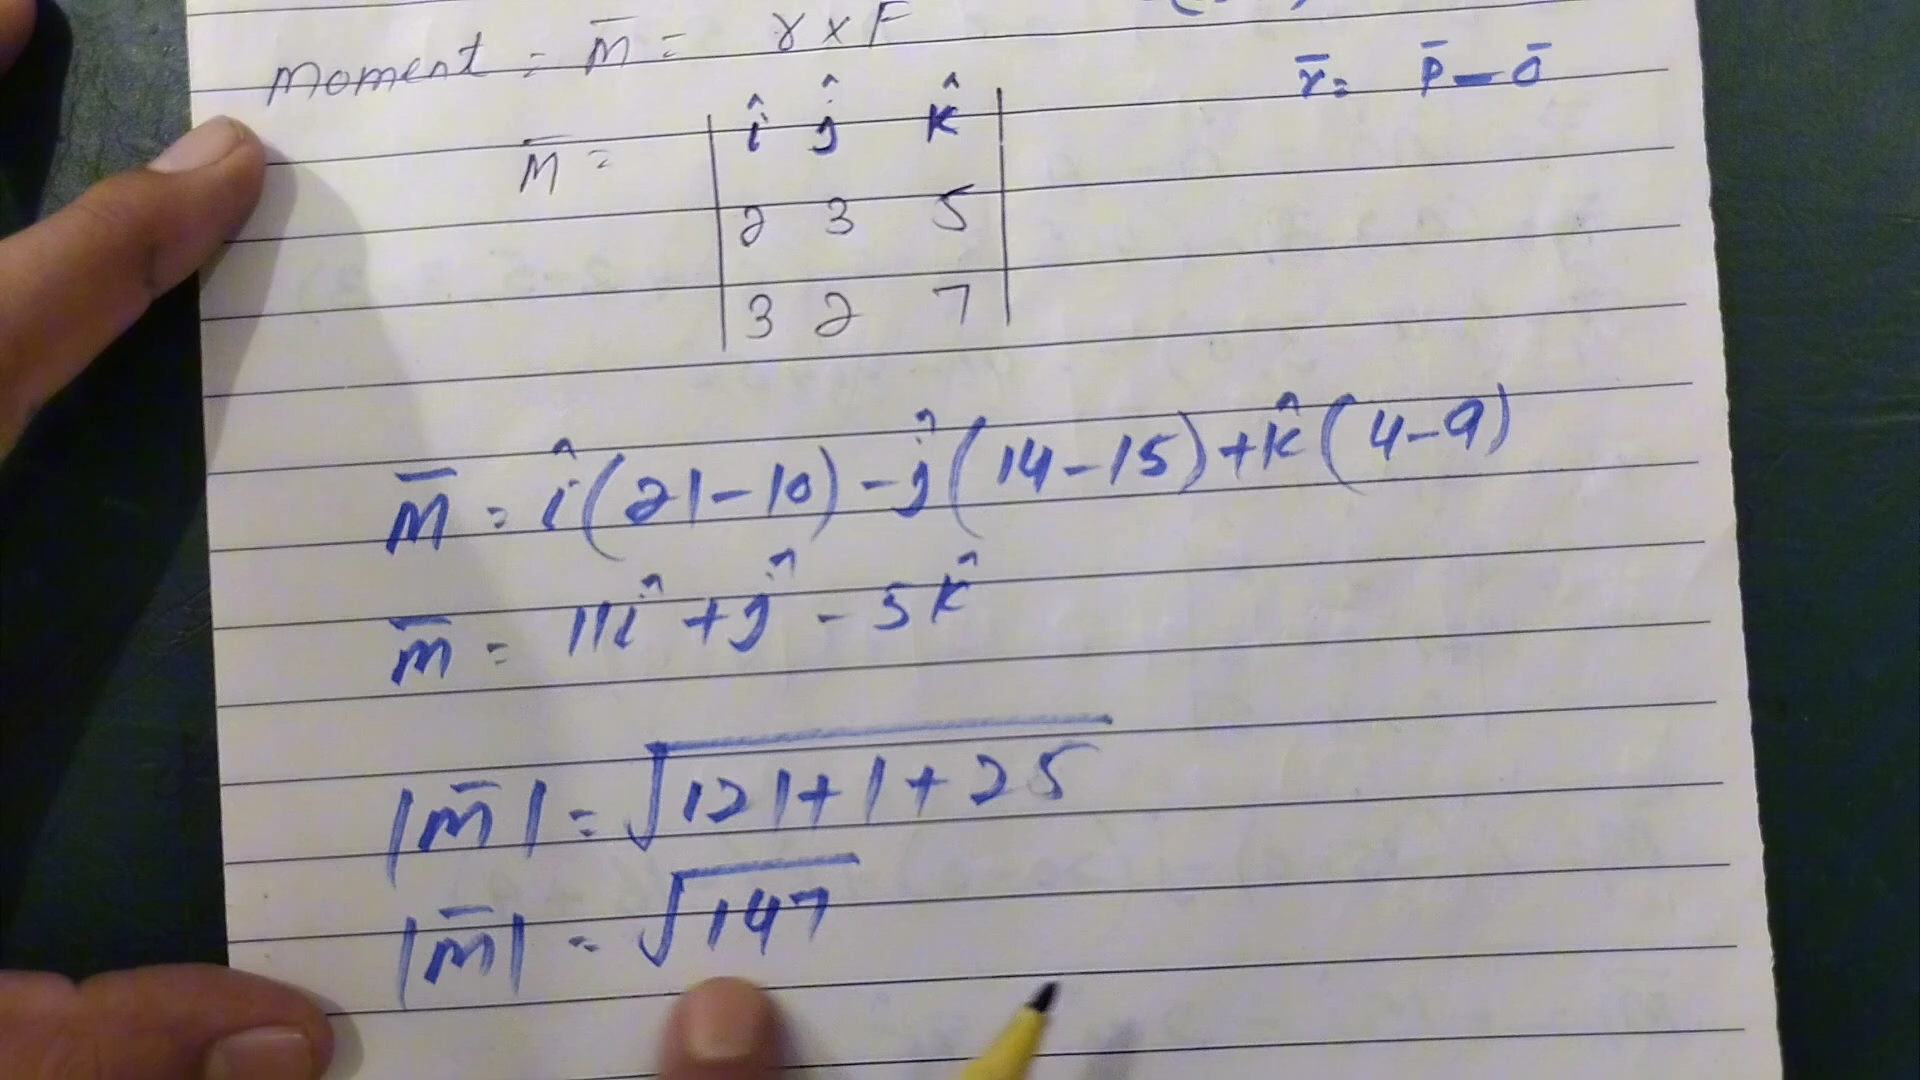 Moment = M̄ = r × F
r̄ = P̄ - Ō
M̄ = | î ĵ k̂ |
| 2 3 5 |
| 3 2 7 |
M̄ = î(21-10) - ĵ(14-15) + k̂(4-9)
m̄ = 11î + ĵ - 5k̂
|m̄| = √121+1+25
|m̄| = √147